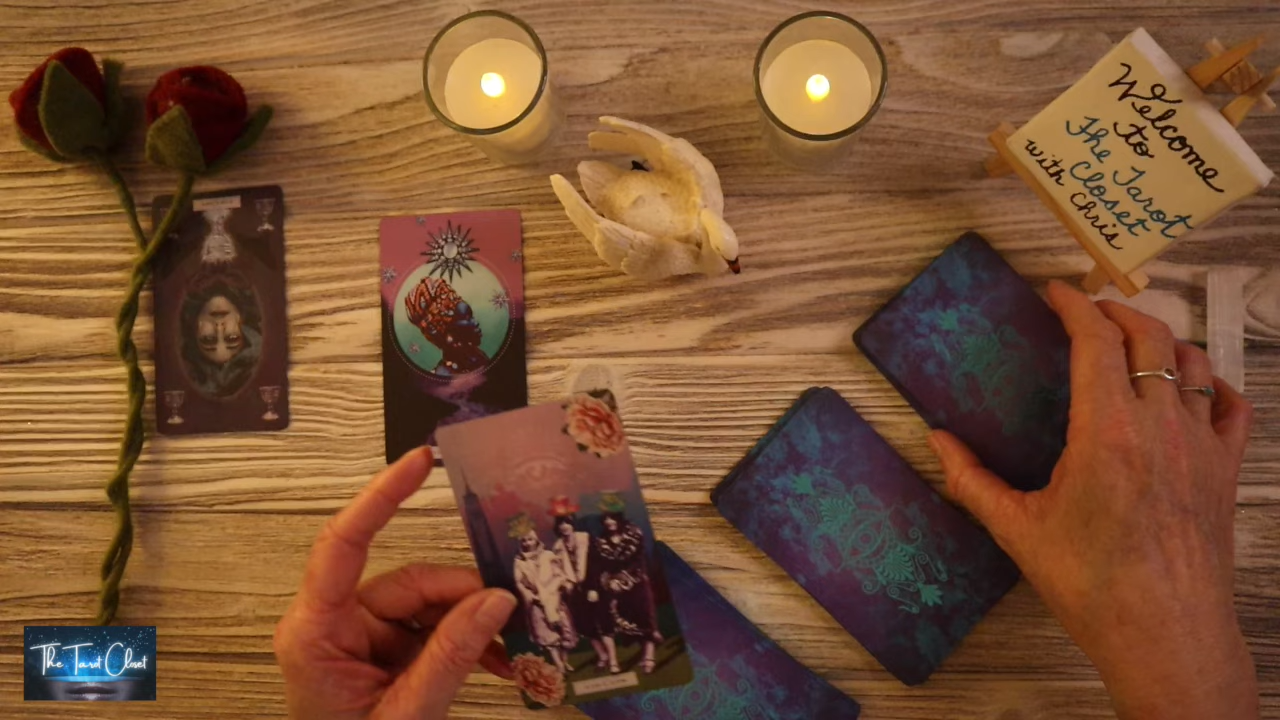 Welcome
to
The Tarot
Closet
with Chris
The Tarot Closet